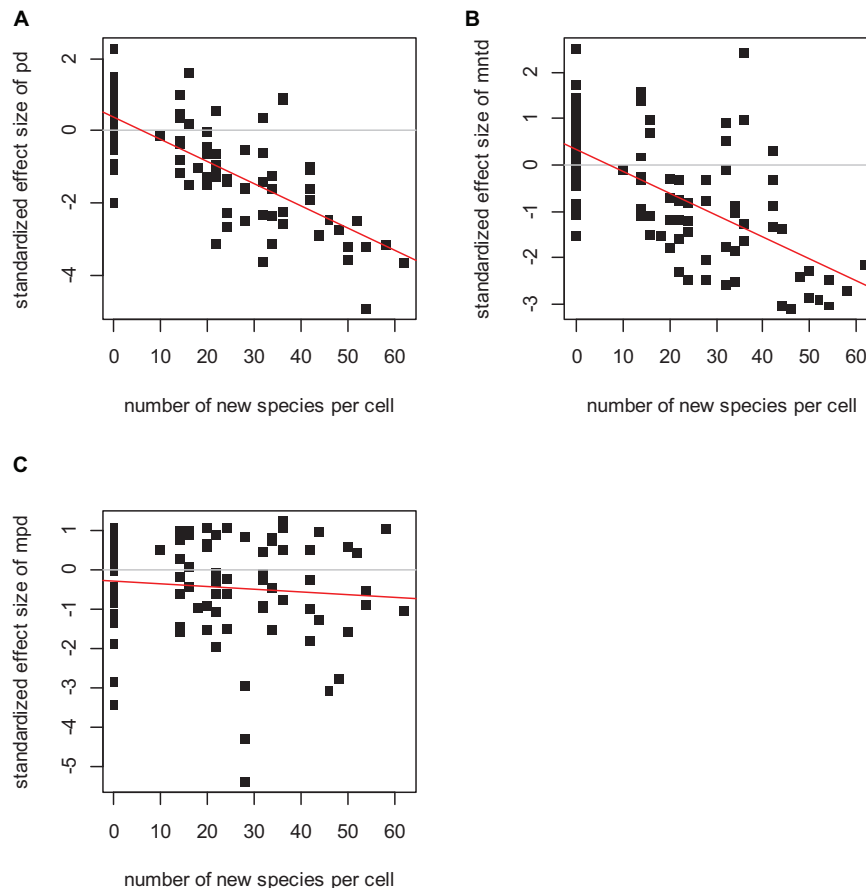 A
standardized effect size of pd
2
0
-2
-4
0 10 20 30 40 50 60
number of new species per cell
B
standardized effect size of mntd
2
1
0
-1
-2
-3
0 10 20 30 40 50 60
number of new species per cell
C
standardized effect size of mpd
1
0
-1
-2
-3
-4
-5
0 10 20 30 40 50 60
number of new species per cell